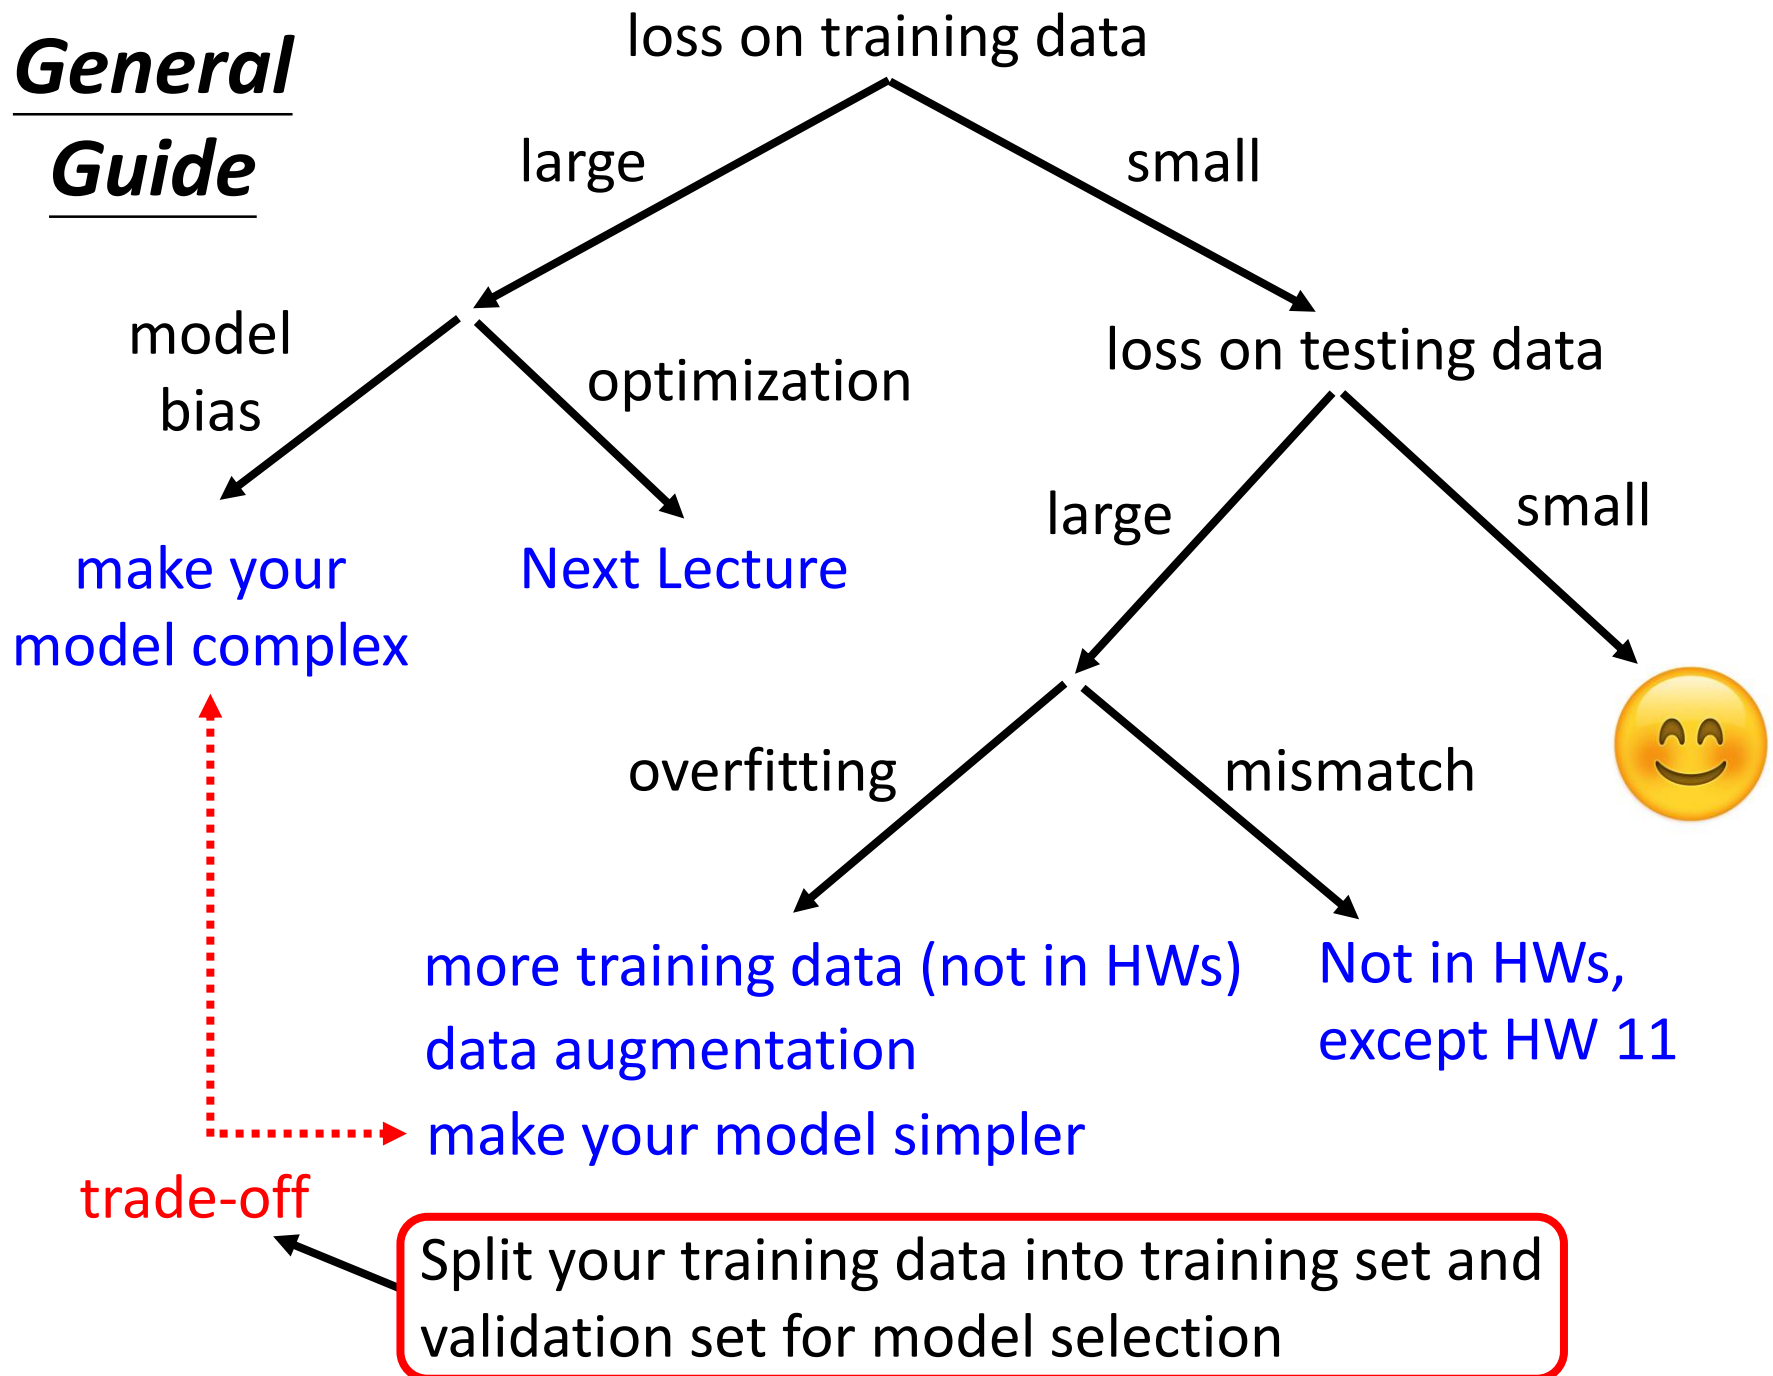 General
Guide
loss on training data
large
small
model
bias
optimization
loss on testing data
make your
model complex
Next Lecture
large
small
overfitting
mismatch
more training data (not in HWs)
data augmentation
make your model simpler
Not in HWs,
except HW 11
trade-off
Split your training data into training set and
validation set for model selection